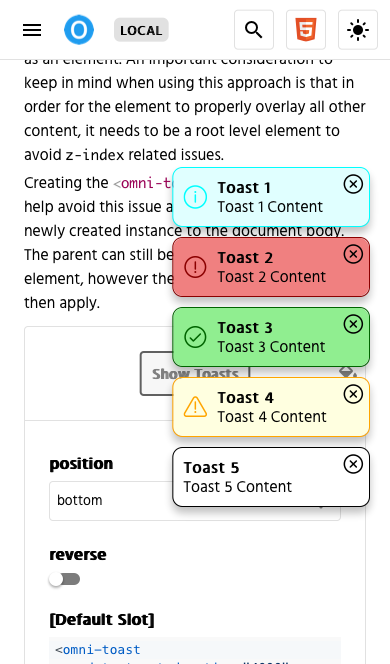 LOCAL
as an element. An important consideration to
keep in mind when using this approach is that in
order for the element to properly overlay all other
content, it needs to be a root level element to
avoid z-index related issues.
Creating the <omni-t
help avoid this issue a
newly created instance to the document body.
The parent can still be
element, however the
then apply.
Toast 1
Toast 1 Content
Toast 2
Toast 2 Content
Toast 3
Toast 3 Content
Show Toasts
Toast 4
Toast 4 Content
Toast 5
Toast 5 Content
position
bottom
reverse
[Default Slot]
<omni-toast